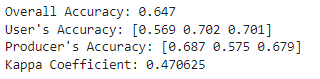 Overall Accuracy: 0.647
User's Accuracy: [0.569 0.702 0.701]
Producer's Accuracy: [0.687 0.575 0.679]
Kappa Coefficient: 0.470625